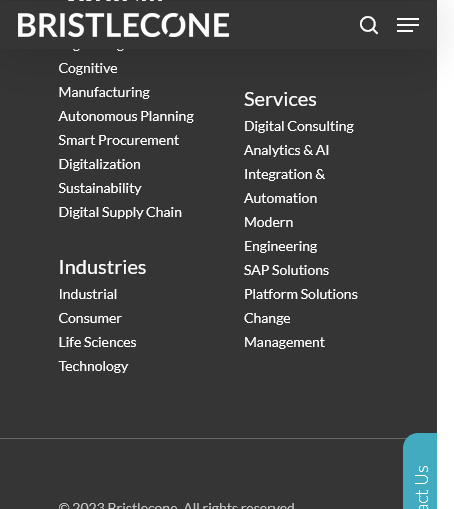 BRISTLECONE
Cognitive
Manufacturing
Autonomous Planning
Smart Procurement
Digitalization
Sustainability
Digital Supply Chain
Industries
Industrial
Consumer
Life Sciences
Technology
Services
Digital Consulting
Analytics & AI
Integration &
Automation
Modern
Engineering
SAP Solutions
Platform Solutions
Change
Management
© 2023 Bristlecone. All rights reserved
Us